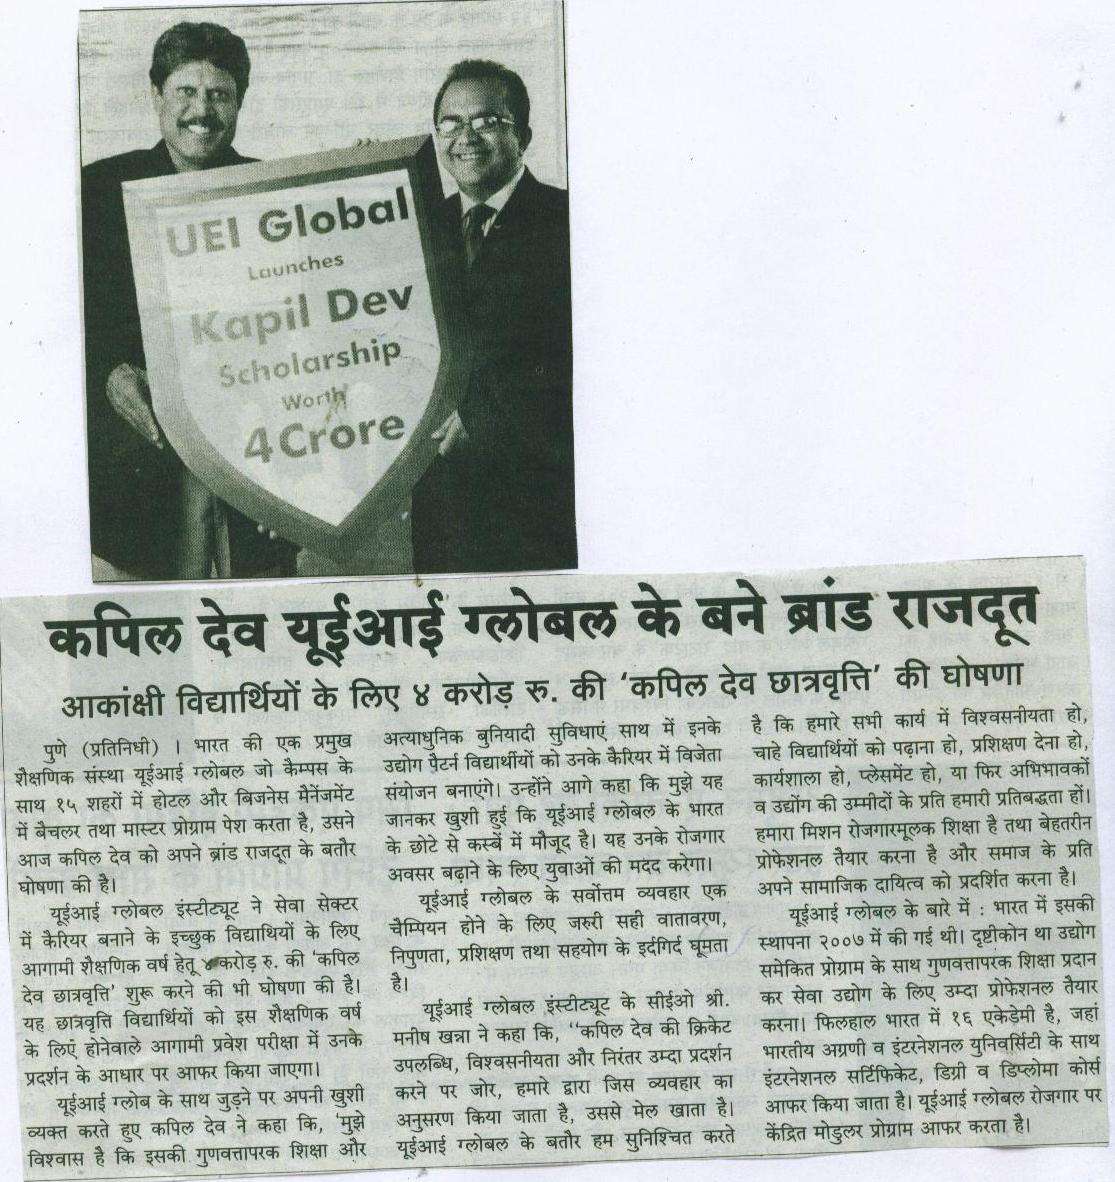 UEI Global
Launches
Kapil Dev
Scholarship
Worth
4 Crore
कपिल देव यूईआई ग्लोबल के बने ब्रांड राजदूत
आकांक्षी विद्यार्थियों के लिए ४ करोड़ रु. की ‘कपिल देव छात्रवृत्ति’ की घोषणा
पुणे (प्रतिनिधी) । भारत की एक प्रमुख
शैक्षणिक संस्था यूईआई ग्लोबल जो कैम्पस के
साथ १५ शहरों में होटल और बिजनेस मैनेंजमेंट
में बैचलर तथा मास्टर प्रोग्राम पेश करता है, उसने
आज कपिल देव को अपने ब्रांड राजदूत के बतौर
घोषणा की है।
यूईआई ग्लोबल इंस्टीट्यूट ने सेवा सेक्टर
में कैरियर बनाने के इच्छुक विद्याथियों के लिए
आगामी शैक्षणिक वर्ष हेतू ४ करोड़ रु. की ‘कपिल
देव छात्रवृत्ति’ शुरू करने की भी घोषणा की है।
यह छात्रवृत्ति विद्यार्थियों को इस शैक्षणिक वर्ष
के लिएं होनेवाले आगामी प्रवेश परीक्षा में उनके
प्रदर्शन के आधार पर आफर किया जाएगा।
यूईआई ग्लोब के साथ जुड़ने पर अपनी खुशी
व्यक्त करते हुए कपिल देव ने कहा कि, ‘मुझे
विश्वास है कि इसकी गुणवत्तापरक शिक्षा और
अत्याधुनिक बुनियादी सुविधाएं साथ में इनके
उद्योग पैटर्न विद्यार्थीयों को उनके कैरियर में विजेता
संयोजन बनाएंगे। उन्होंने आगे कहा कि मुझे यह
जानकर खुशी हुई कि यूईआई ग्लोबल के भारत
के छोटे से कस्बें में मौजूद है। यह उनके रोजगार
अवसर बढ़ाने के लिए युवाओं की मदद करेगा।
यूईआई ग्लोबल के सर्वोत्तम व्यवहार एक
चैम्पियन होने के लिए जरुरी सही वातावरण,
निपुणता, प्रशिक्षण तथा सहयोग के इर्दगिर्द घूमता
है।
यूईआई ग्लोबल इंस्टीट्यूट के सीईओ श्री.
मनीष खन्ना ने कहा कि, ‘‘कपिल देव की क्रिकेट
उपलब्धि, विश्वसनीयता और निरंतर उम्दा प्रदर्शन
करने पर जोर, हमारे द्वारा जिस व्यवहार का
अनुसरण किया जाता है, उससे मेल खाता है।
यूईआई ग्लोबल के बतौर हम सुनिश्चित करते
है कि हमारे सभी कार्य में विश्वसनीयता हो,
चाहे विद्यार्थियों को पढ़ाना हो, प्रशिक्षण देना हो,
कार्यशाला हो, प्लेसमेंट हो, या फिर अभिभावकों
व उद्योंग की उम्मीदों के प्रति हमारी प्रतिबद्धता हों।
हमारा मिशन रोजगारमूलक शिक्षा है तथा बेहतरीन
प्रोफेशनल तैयार करना है और समाज के प्रति
अपने सामाजिक दायित्व को प्रदर्शित करना है।
यूईआई ग्लोबल के बारे में : भारत में इसकी
स्थापना २००७ में की गई थी। दृष्टीकोन था उद्योग
समेकित प्रोग्राम के साथ गुणवत्तापरक शिक्षा प्रदान
कर सेवा उद्योग के लिए उम्दा प्रोफेशनल तैयार
करना। फिलहाल भारत में १६ एकेडेमी है, जहां
भारतीय अग्रणी व इंटरनेशनल युनिवर्सिटी के साथ
इंटरनेशनल सर्टिफिकेट, डिग्री व डिप्लोमा कोर्स
आफर किया जाता है। यूईआई ग्लोबल रोजगार पर
केंद्रित मोडुलर प्रोग्राम आफर करता है।